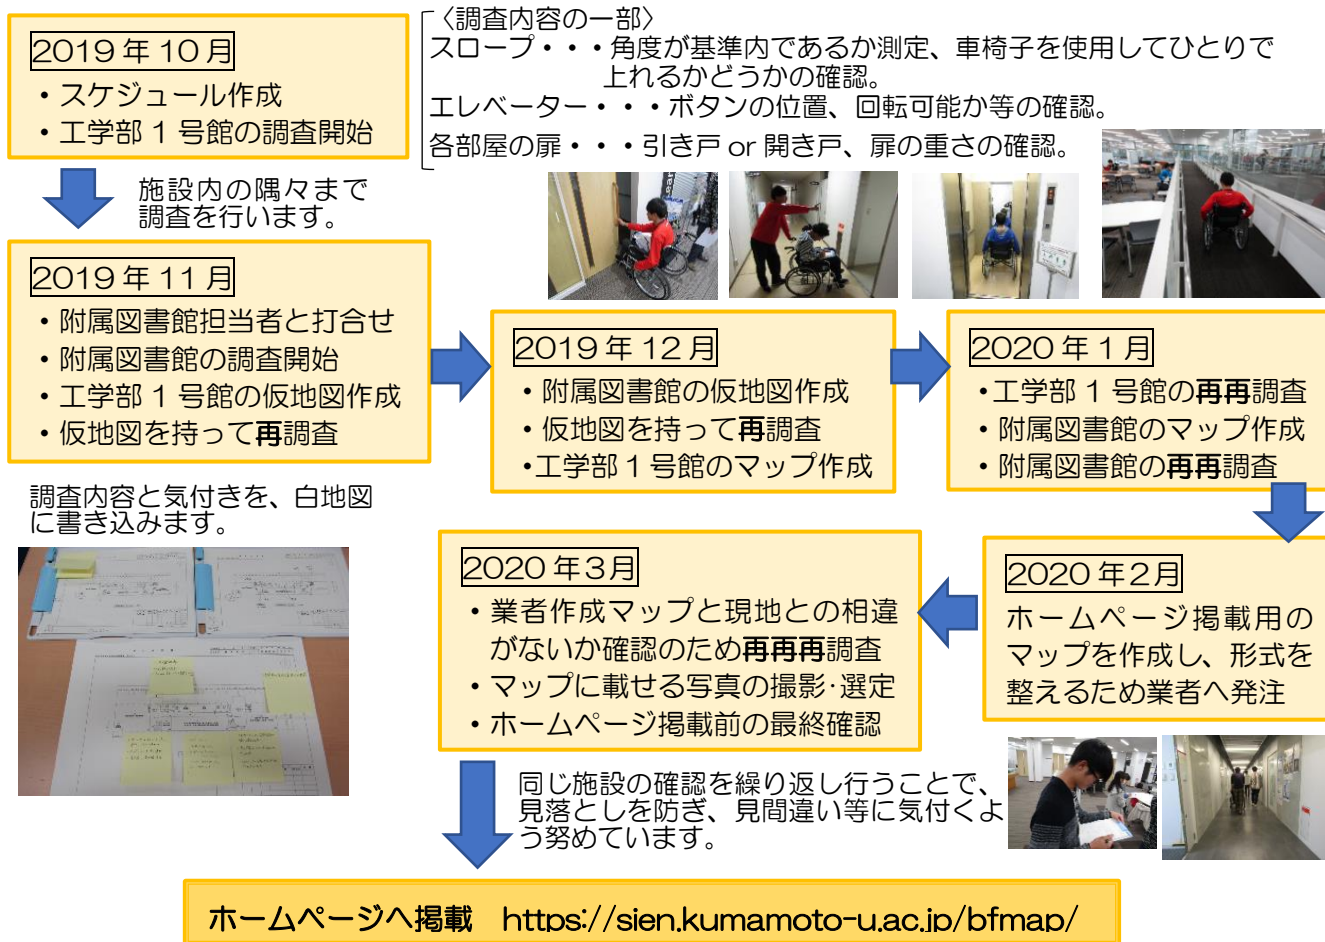 2019年10月
・スケジュール作成
・工学部1号館の調査開始
〈調査内容の一部〉
スロープ・・・角度が基準内であるか測定、車椅子を使用してひとりで
上れるかどうかの確認。
エレベーター・・・ボタンの位置、回転可能か等の確認。
各部屋の扉・・・引き戸 or 開き戸、扉の重さの確認。
施設内の隅々まで
調査を行います。
2019年11月
・附属図書館担当者と打合せ
・附属図書館の調査開始
・工学部1号館の仮地図作成
・仮地図を持って再調査
2019年12月
・附属図書館の仮地図作成
・仮地図を持って再調査
・工学部1号館のマップ作成
2020年1月
・工学部1号館の再再調査
・附属図書館のマップ作成
・附属図書館の再再調査
調査内容と気付きを、白地図
に書き込みます。
2020年2月
ホームページ掲載用の
マップを作成し、形式を
整えるため業者へ発注
2020年3月
・業者作成マップと現地との相違
がないか確認のため再再再調査
・マップに載せる写真の撮影・選定
・ホームページ掲載前の最終確認
同じ施設の確認を繰り返し行うことで、
見落としを防ぎ、見間違い等に気付くよ
う努めています。
ホームページへ掲載 https://sien.kumamoto-u.ac.jp/bfmap/